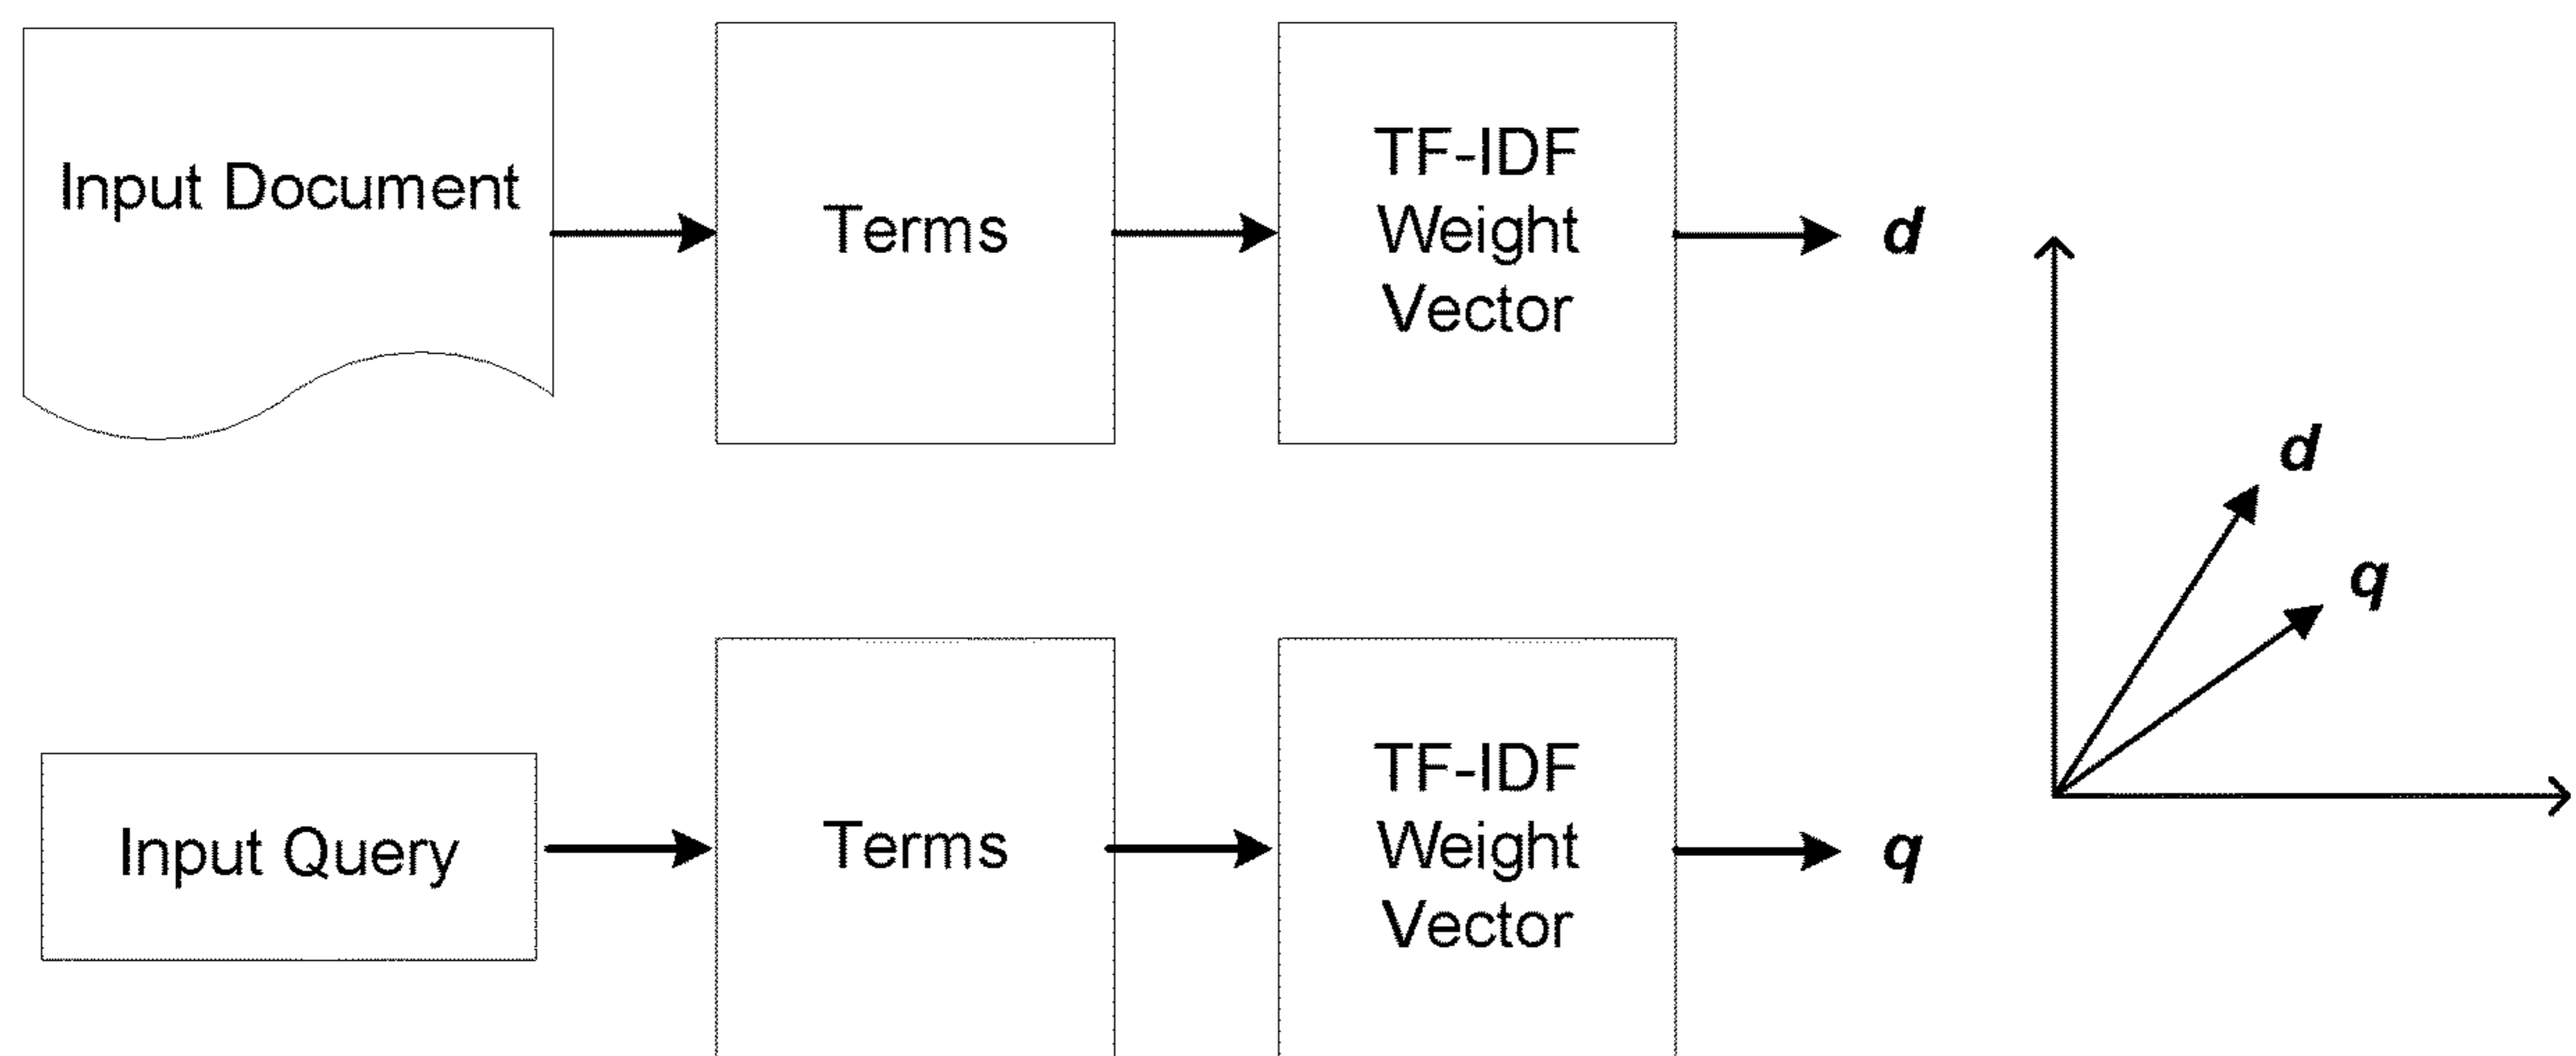 Input Document
Terms
TF-IDF
Weight
Vector
d
d
q
Input Query
Terms
TF-IDF
Weight
Vector
q